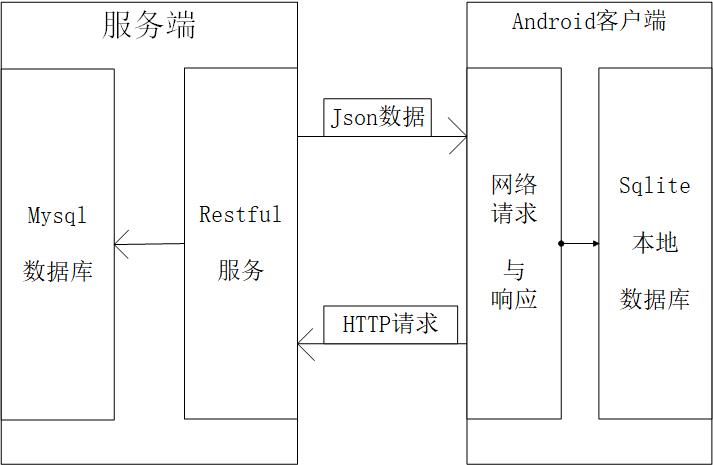 服务端
Android客户端
Json数据
Mysql
数据库
Restful
服务
网络
请求
与
响应
Sqlite
本地
数据库
HTTP请求